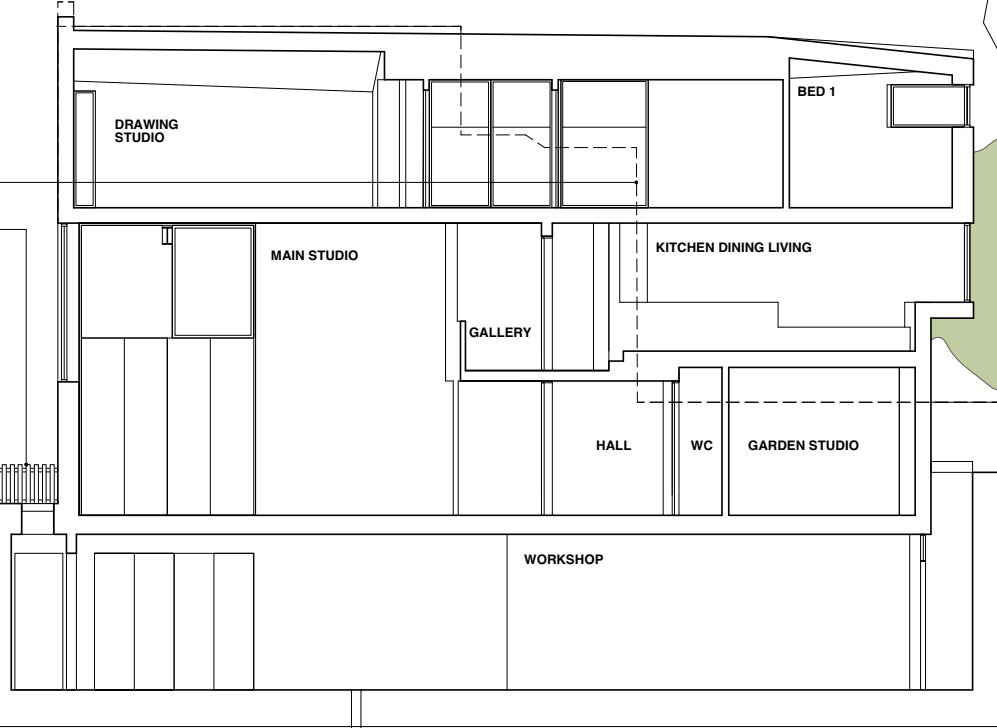 BED 1
DRAWING
STUDIO
KITCHEN DINING LIVING
MAIN STUDIO
GALLERY
HALL
WC
GARDEN STUDIO
WORKSHOP